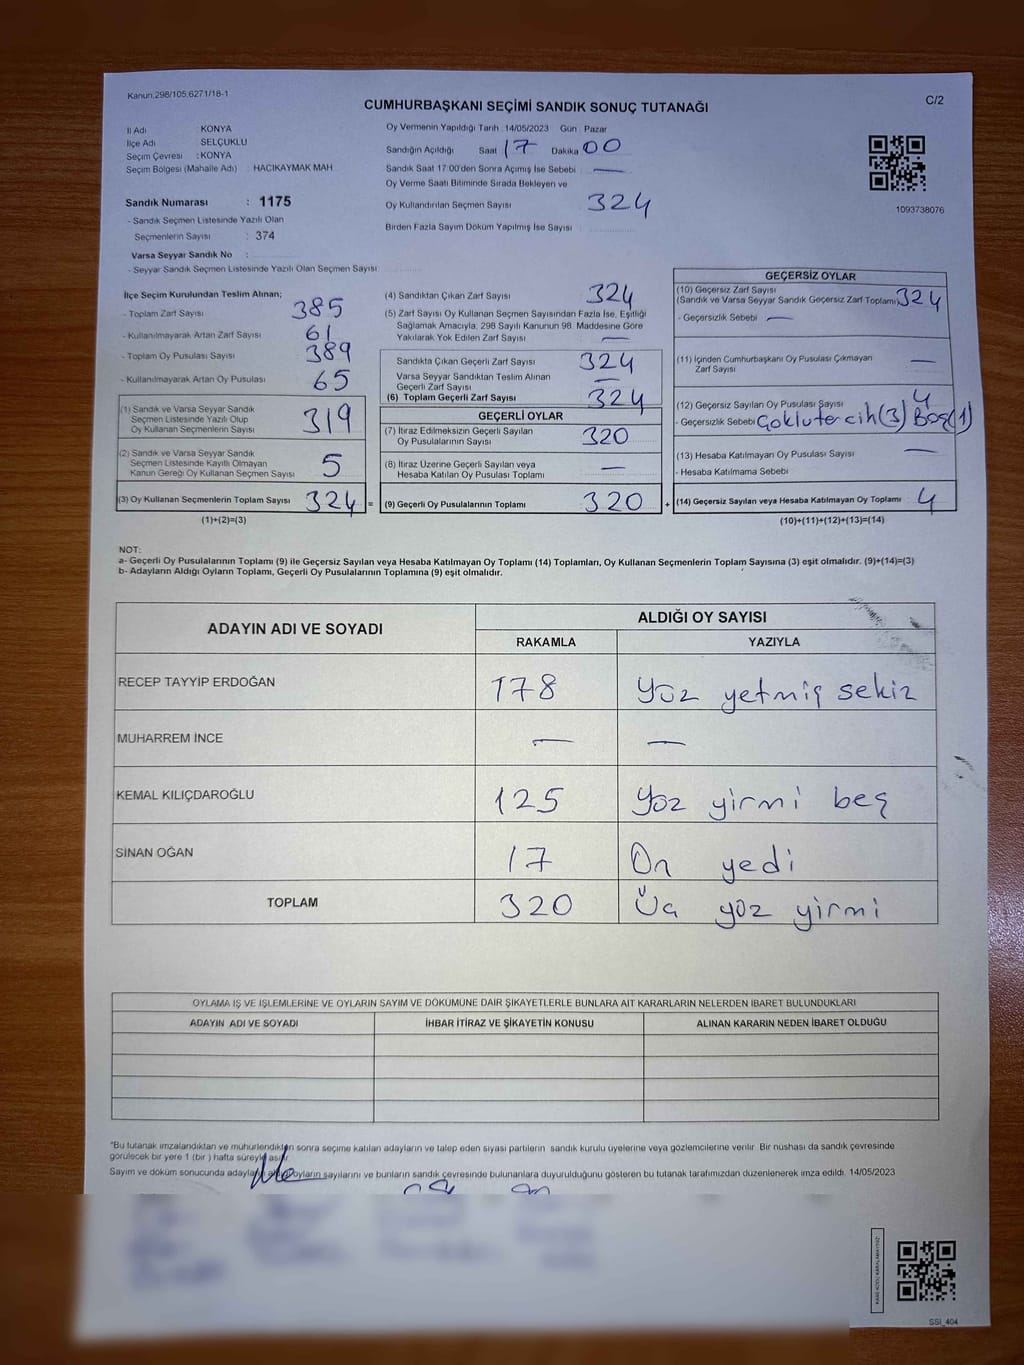 Kanun.298/105,6271/18-1
CUMHURBAŞKANI SEÇİMİ SANDIK SONUÇ TUTANAĞI
C/2
İl Adı KONYA
İlçe Adı SELÇUKLU
Seçim Çevresi : KONYA
Seçim Bölgesi (Mahalle Adı) : HACIKAYMAK MAH
Sandık Numarası : 1175
- Sandık Seçmen Listesinde Yazılı Olan
Seçmenlerin Sayısı : 374
Varsa Seyyar Sandık No :
- Seyyar Sandık Seçmen Listesinde Yazılı Olan Seçmen Sayısı:
Oy Vermenin Yapıldığı Tarih 14/05/2023 Gün Pazar
Sandığın Açıldığı Saat 17 Dakika 00
Sandık Saat 17:00'den Sonra Açımış İse Sebebi —
Oy Verme Saati Bitiminde Sırada Bekleyen ve
Oy Kullandırılan Seçmen Sayısı 324
Birden Fazla Sayım Döküm Yapılmış İse Sayısı
1093738076
İlçe Seçim Kurulundan Teslim Alınan;
- Toplam Zarf Sayısı 385
- Kullanılmayarak Artan Zarf Sayısı 61
- Toplam Oy Pusulası Sayısı 389
- Kullanılmayarak Artan Oy Pusulası 65
(1) Sandık ve Varsa Seyyar Sandık
Seçmen Listesinde Yazılı Olup
Oy Kullanan Seçmenlerin Sayısı 319
(2) Sandık ve Varsa Seyyar Sandık
Seçmen Listesinde Kayıtlı Olmayan
Kanun Gereği Oy Kullanan Seçmen Sayısı 5
(3) Oy Kullanan Seçmenlerin Toplam Sayısı 324 =
(1)+(2)=(3)
(4) Sandıktan Çıkan Zarf Sayısı 324
(5) Zarf Sayısı Oy Kullanan Seçmen Sayısından Fazla İse, Eşitliği
Sağlamak Amacıyla, 298 Sayılı Kanunun 98. Maddesine Göre
Yakılarak Yok Edilen Zarf Sayısı —
Sandıkta Çıkan Geçerli Zarf Sayısı 324
Varsa Seyyar Sandıktan Teslim Alınan
Geçerli Zarf Sayısı —
(6) Toplam Geçerli Zarf Sayısı 324
GEÇERLİ OYLAR
(7) İtiraz Edilmeksizin Geçerli Sayılan
Oy Pusulalarının Sayısı 320
(8) İtiraz Üzerine Geçerli Sayılan veya
Hesaba Katılan Oy Pusulası Toplamı —
(9) Geçerli Oy Pusulalarının Toplamı 320 +
GEÇERSİZ OYLAR
(10) Geçersiz Zarf Sayısı
(Sandık ve Varsa Seyyar Sandık Geçersiz Zarf Toplamı) 324
- Geçersizlik Sebebi —
(11) İçinden Cumhurbaşkanı Oy Pusulası Çıkmayan
Zarf Sayısı —
(12) Geçersiz Sayılan Oy Pusulası Sayısı 4
- Geçersizlik Sebebi Çoklutercih(3) Boş(1)
(13) Hesaba Katılmayan Oy Pusulası Sayısı —
- Hesaba Katılmama Sebebi
(14) Geçersiz Sayılan veya Hesaba Katılmayan Oy Toplamı 4
(10)+(11)+(12)+(13)=(14)
NOT:
a- Geçerli Oy Pusulalarının Toplamı (9) ile Geçersiz Sayılan veya Hesaba Katılmayan Oy Toplamı (14) Toplamları, Oy Kullanan Seçmenlerin Toplam Sayısına (3) eşit olmalıdır. (9)+(14)=(3)
b- Adayların Aldığı Oyların Toplamı, Geçerli Oy Pusulalarının Toplamına (9) eşit olmalıdır.
ADAYIN ADI VE SOYADI
ALDIĞI OY SAYISI
RAKAMLA YAZIYLA
RECEP TAYYİP ERDOĞAN 178 Yüz yetmiş sekiz
MUHARREM İNCE — —
KEMAL KILIÇDAROĞLU 125 Yüz yirmi beş
SİNAN OĞAN 17 On yedi
TOPLAM 320 Üç yüz yirmi
OYLAMA İŞ VE İŞLEMLERİNE VE OYLARIN SAYIM VE DÖKÜMÜNE DAİR ŞİKAYETLERLE BUNLARA AİT KARARLARIN NELERDEN İBARET BULUNDUKLARI
ADAYIN ADI VE SOYADI İHBAR İTİRAZ VE ŞİKAYETİN KONUSU ALINAN KARARIN NEDEN İBARET OLDUĞU
"Bu tutanak imzalandıktan ve mühürlendikten sonra seçime katılan adayların ve talep eden siyasi partilerin sandık kurulu üyelerine veya gözlemcilerine verilir. Bir nüshası da sandık çevresinde
görülecek bir yere 1 (bir ) hafta süreyle asılır.
Sayım ve döküm sonucunda oyların sayılarını ve bunların sandık çevresinde bulunanlara duyurulduğunu gösteren bu tutanak tarafımızdan düzenlenerek imza edildi. 14/05/2023
KARE KODU KARALAMAYINIZ!
SSİ_404